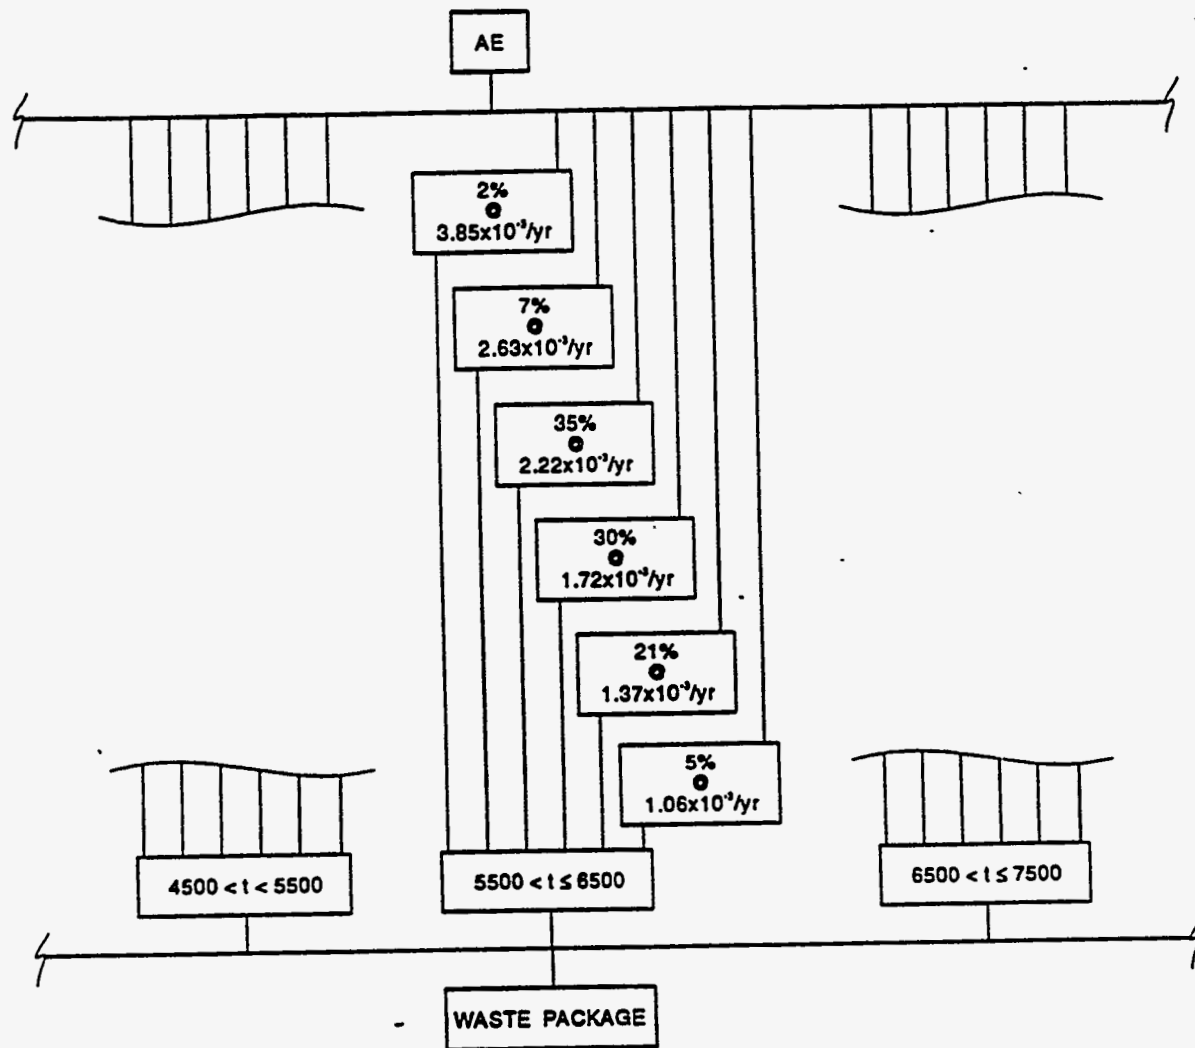 AE
2%
@
3.85x10⁻³/yr
7%
@
2.63x10⁻³/yr
35%
@
2.22x10⁻³/yr
30%
@
1.72x10⁻³/yr
21%
@
1.37x10⁻³/yr
5%
@
1.06x10⁻³/yr
4500 < t < 5500
5500 < t ≤ 6500
6500 < t ≤ 7500
WASTE PACKAGE